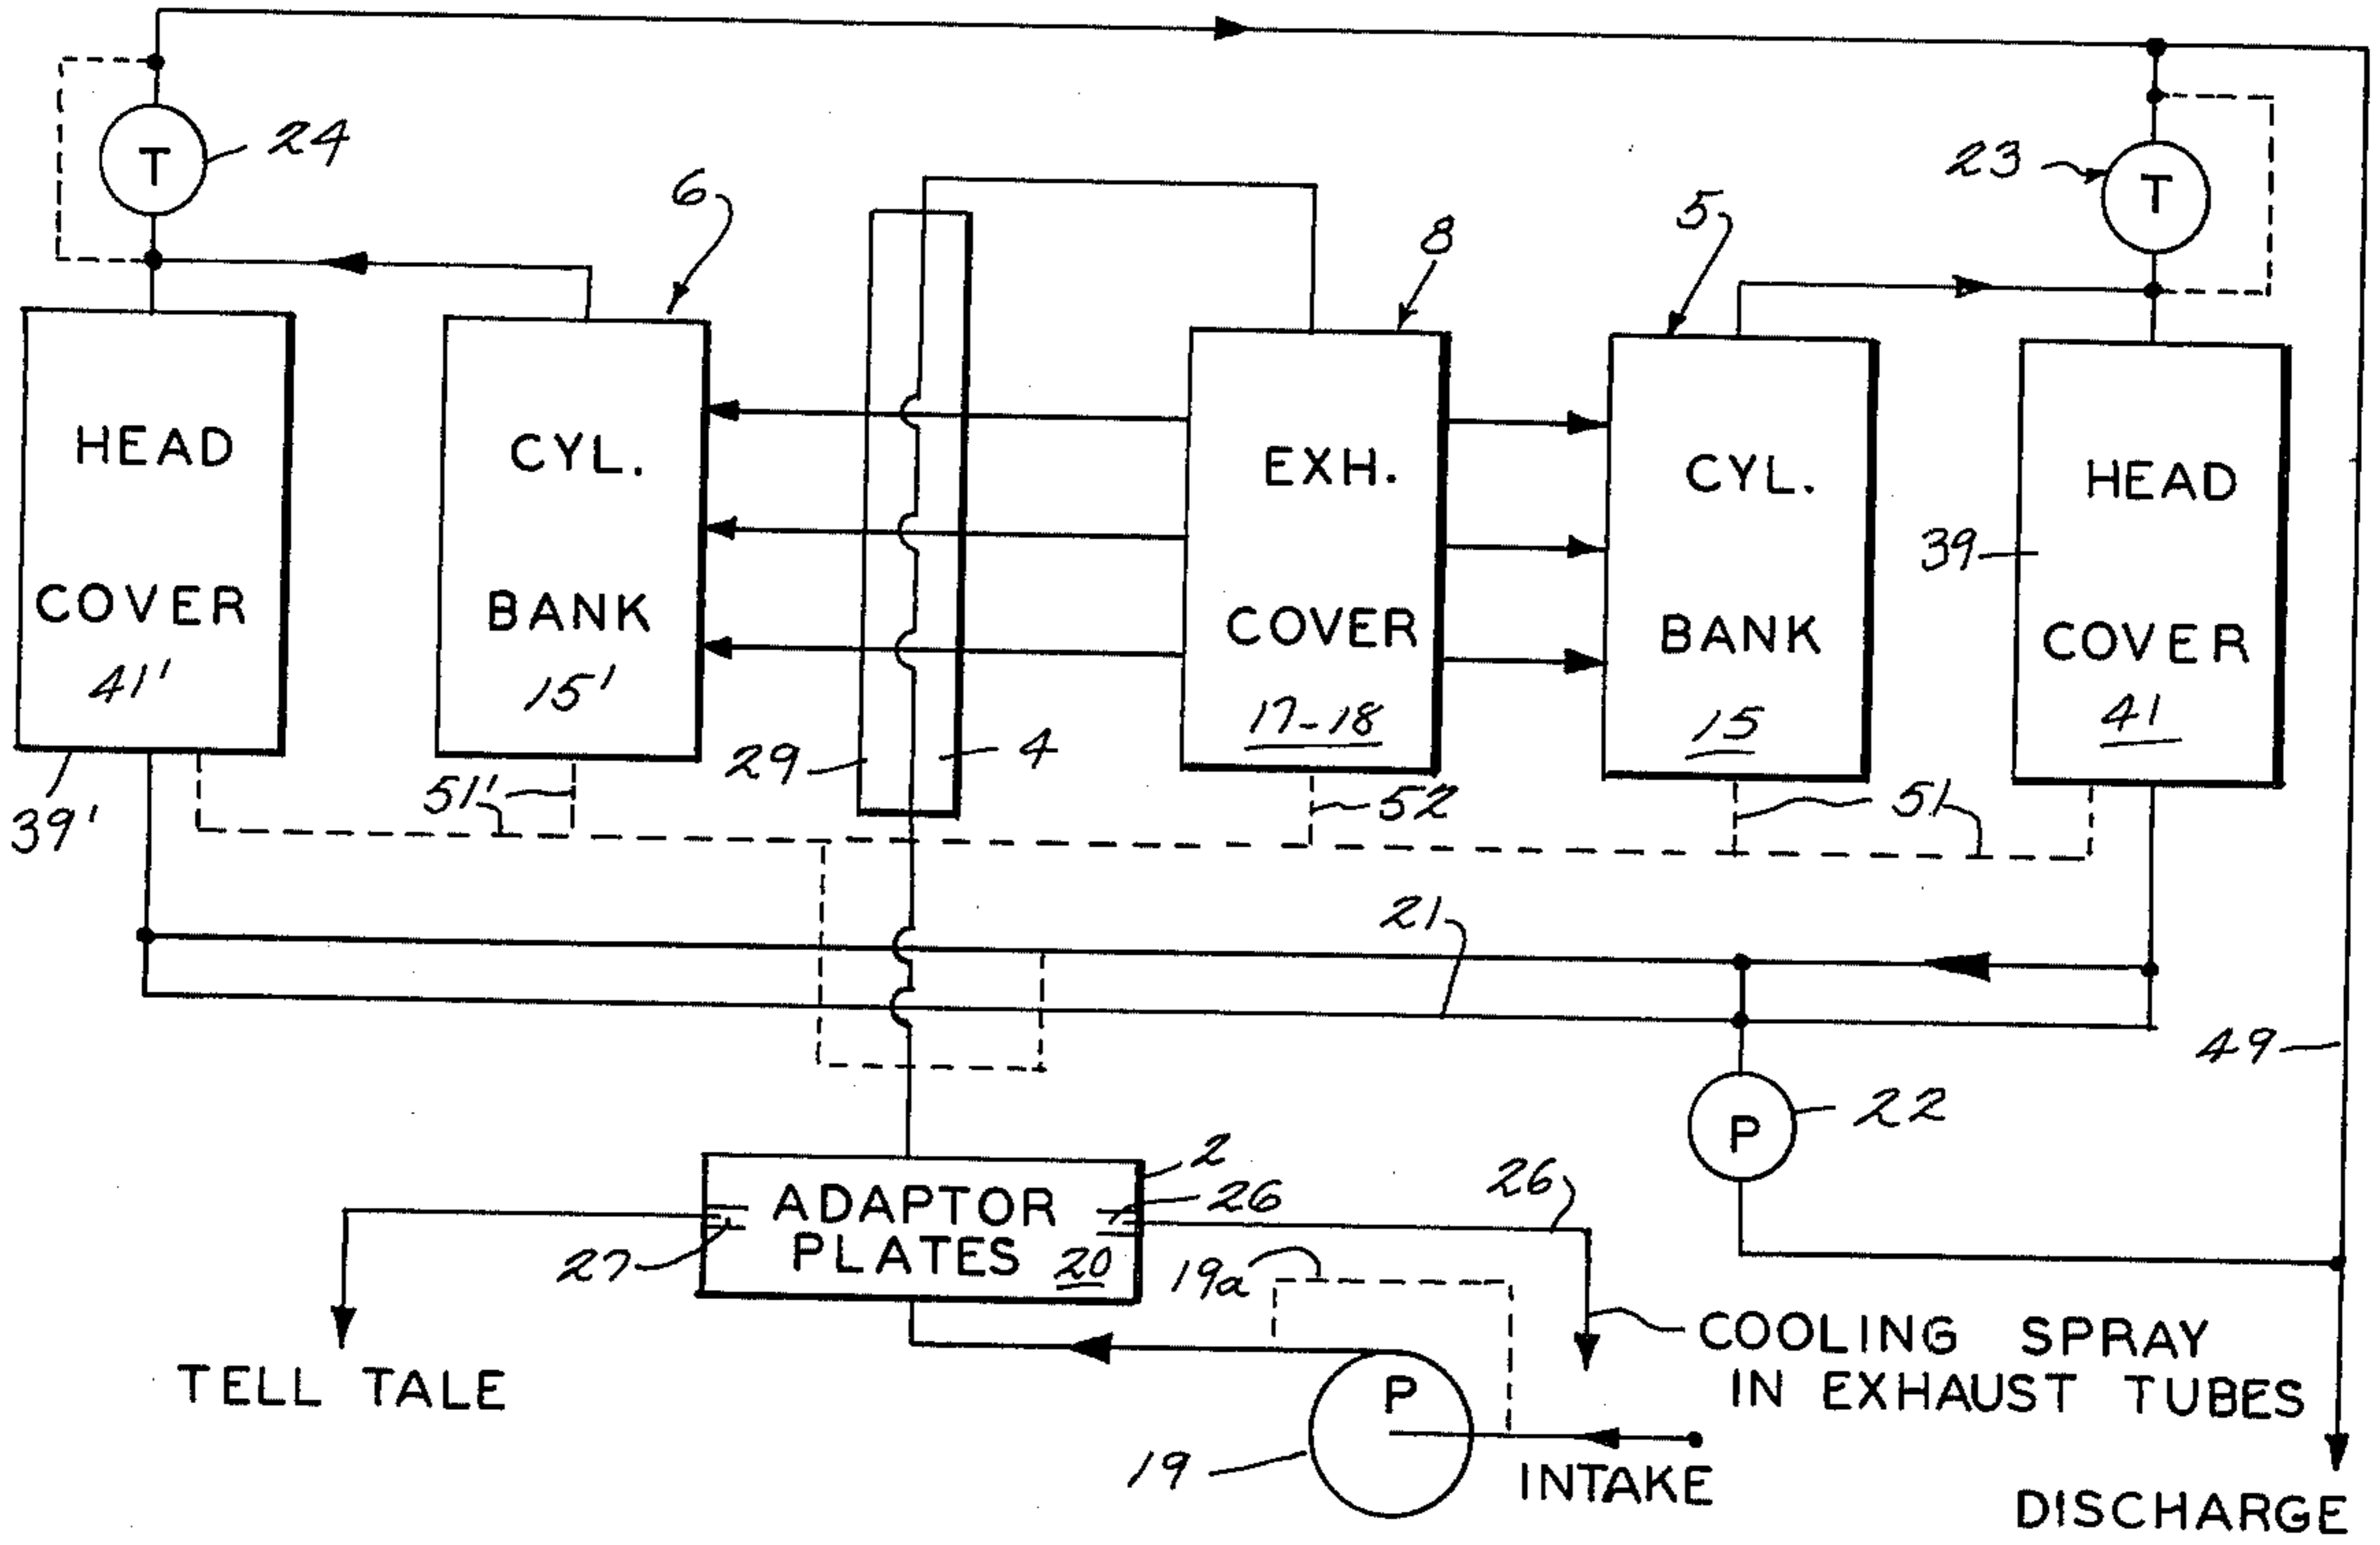 24
T
23
T
6
8
5
HEAD
COVER
41'
39'
CYL.
BANK
15'
51'
29
4
EXH.
COVER
17-18
52
CYL.
BANK
15
51
39
HEAD
COVER
41
21
49
P
22
2
26
26
ADAPTOR
PLATES
20
27
19a
TELL TALE
COOLING SPRAY
IN EXHAUST TUBES
P
19
INTAKE
DISCHARGE